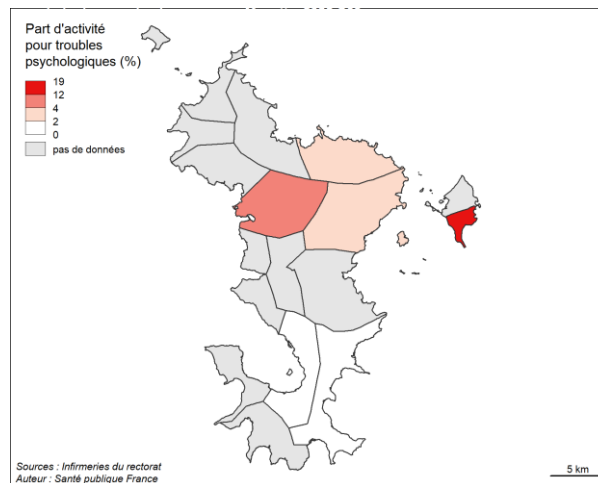 Part d'activité
pour troubles
psychologiques (%)
19
12
4
2
0
pas de données
Sources : Infirmeries du rectorat
Auteur : Santé publique France
5 km